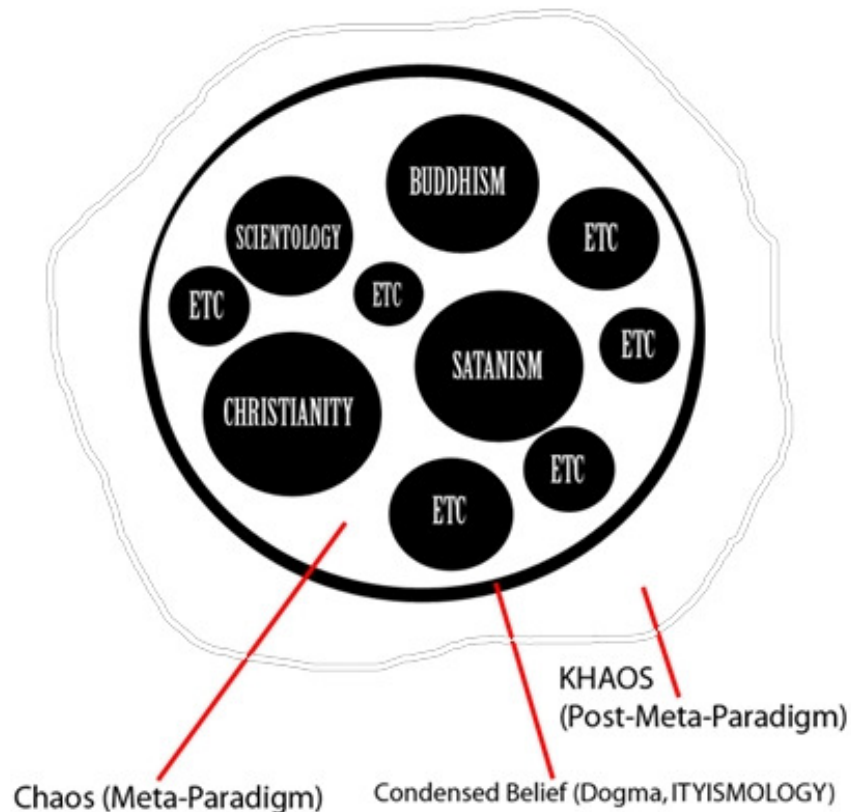 BUDDHISM
SCIENTOLOGY
ETC
ETC
ETC
ETC
SATANISM
CHRISTIANITY
ETC
ETC
KHAOS
(Post-Meta-Paradigm)
Chaos (Meta-Paradigm)
Condensed Belief (Dogma, ITYISMOLOGY)